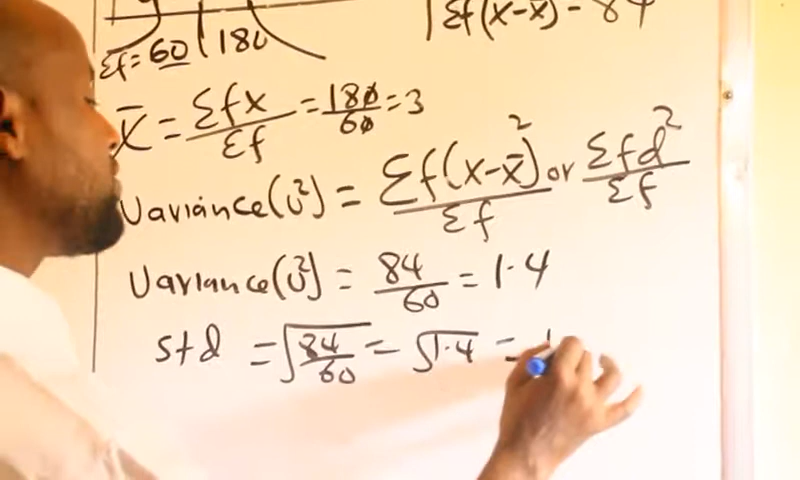 Σf(x-x̄) = 84
Σf=60 180
x̄ = Σfx/Σf = 180/60 = 3
Variance(σ²) = Σf(x-x̄)²/Σf or Σfd²/Σf
Variance(σ²) = 84/60 = 1.4
Std = √84/60 = √1.4 =